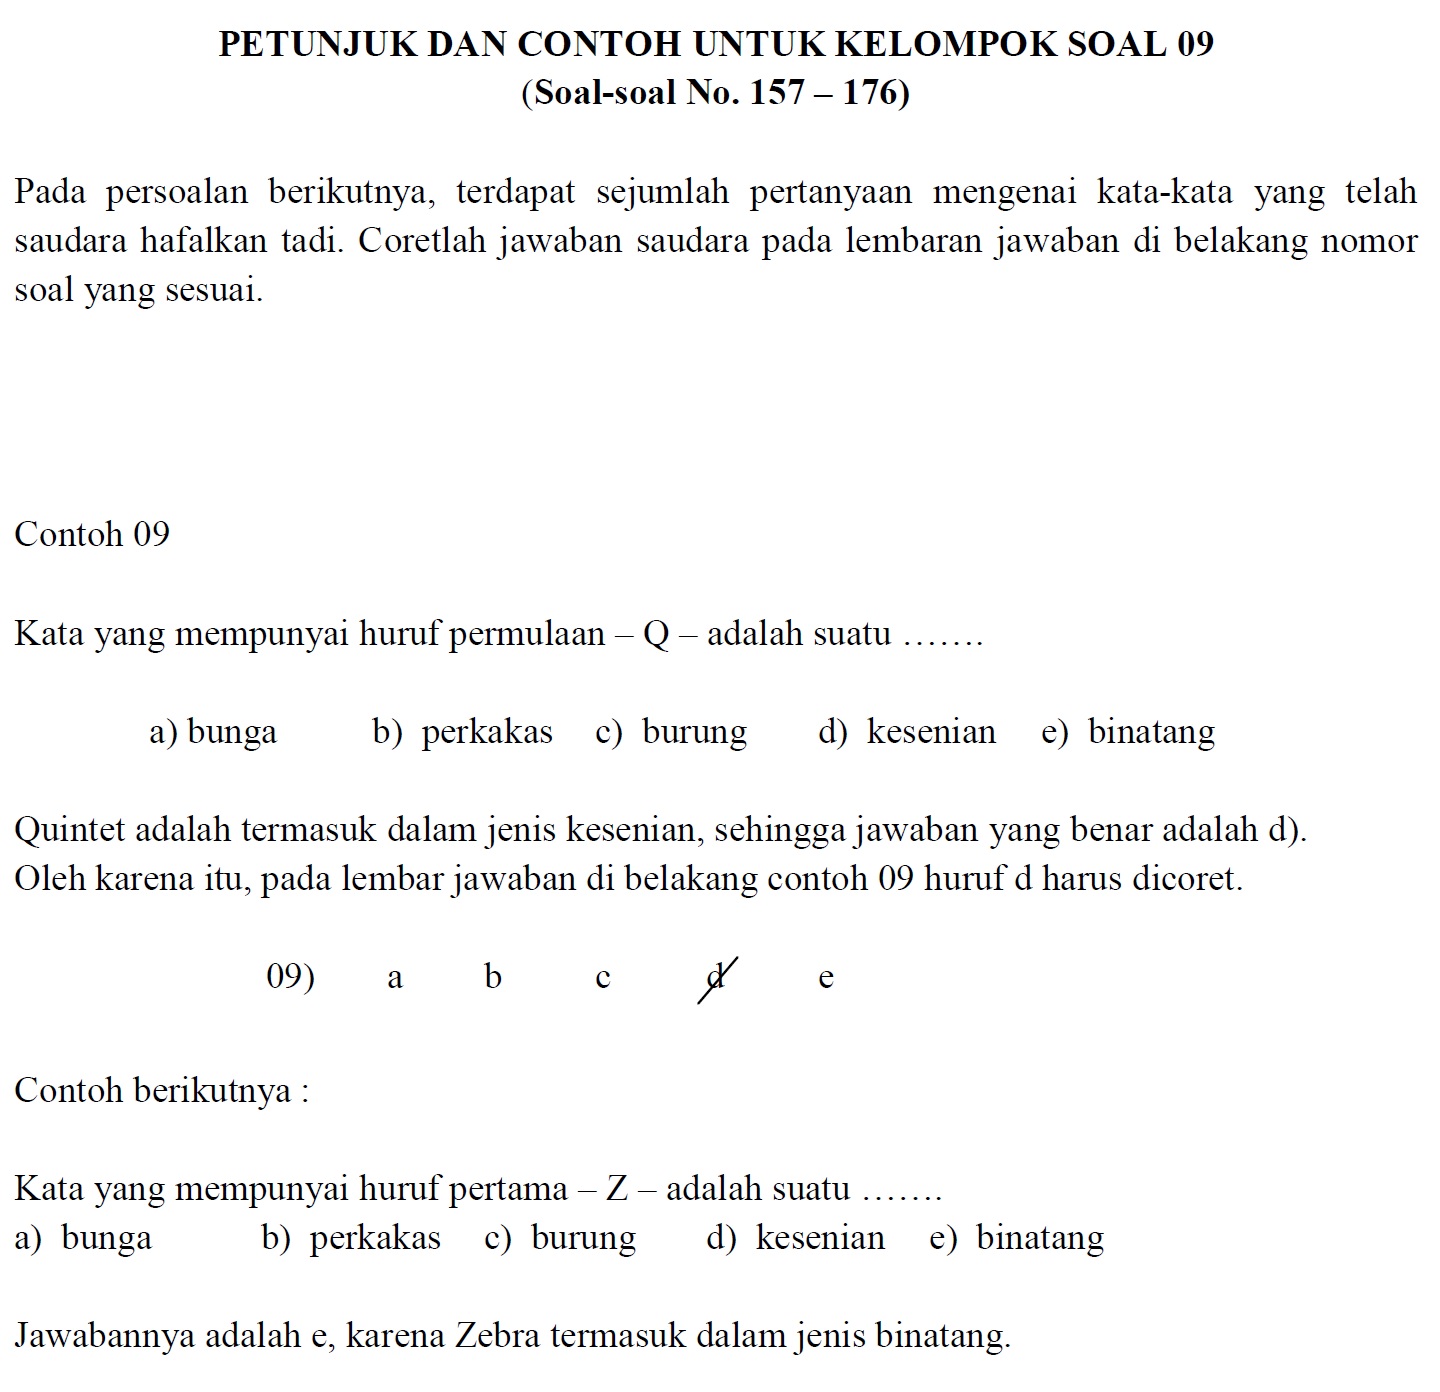 PETUNJUK DAN CONTOH UNTUK KELOMPOK SOAL 09
(Soal-soal No. 157 – 176)
Pada persoalan berikutnya, terdapat sejumlah pertanyaan mengenai kata-kata yang telah
saudara hafalkan tadi. Coretlah jawaban saudara pada lembaran jawaban di belakang nomor
soal yang sesuai.
Contoh 09
Kata yang mempunyai huruf permulaan – Q – adalah suatu .......
a) bunga b) perkakas c) burung d) kesenian e) binatang
Quintet adalah termasuk dalam jenis kesenian, sehingga jawaban yang benar adalah d).
Oleh karena itu, pada lembar jawaban di belakang contoh 09 huruf d harus dicoret.
09) a b c d e
Contoh berikutnya :
Kata yang mempunyai huruf pertama – Z – adalah suatu .......
a) bunga b) perkakas c) burung d) kesenian e) binatang
Jawabannya adalah e, karena Zebra termasuk dalam jenis binatang.